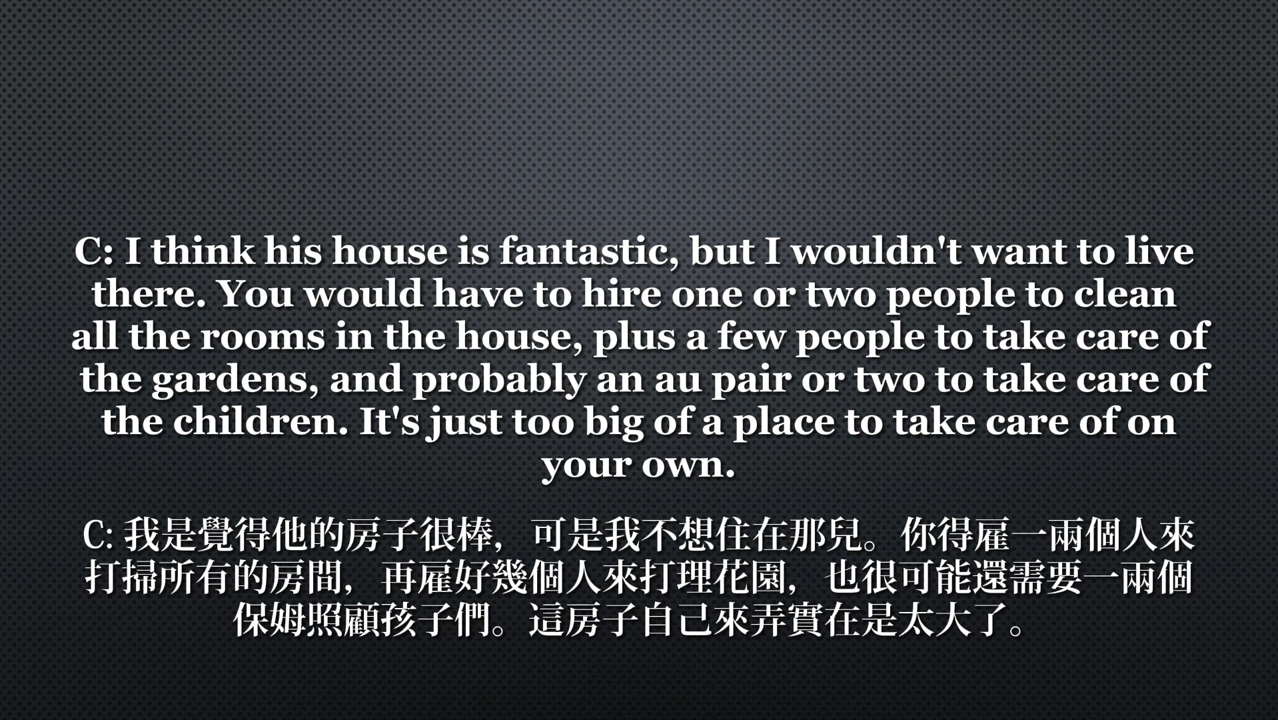 C: I think his house is fantastic, but I wouldn't want to live
there. You would have to hire one or two people to clean
all the rooms in the house, plus a few people to take care of
the gardens, and probably an au pair or two to take care of
the children. It's just too big of a place to take care of on
your own.
C: 我是覺得他的房子很棒，可是我不想住在那兒。你得雇一兩個人來
打掃所有的房間，再雇好幾個人來打理花園，也很可能還需要一兩個
保姆照顧孩子們。這房子自己來弄實在是太大了。